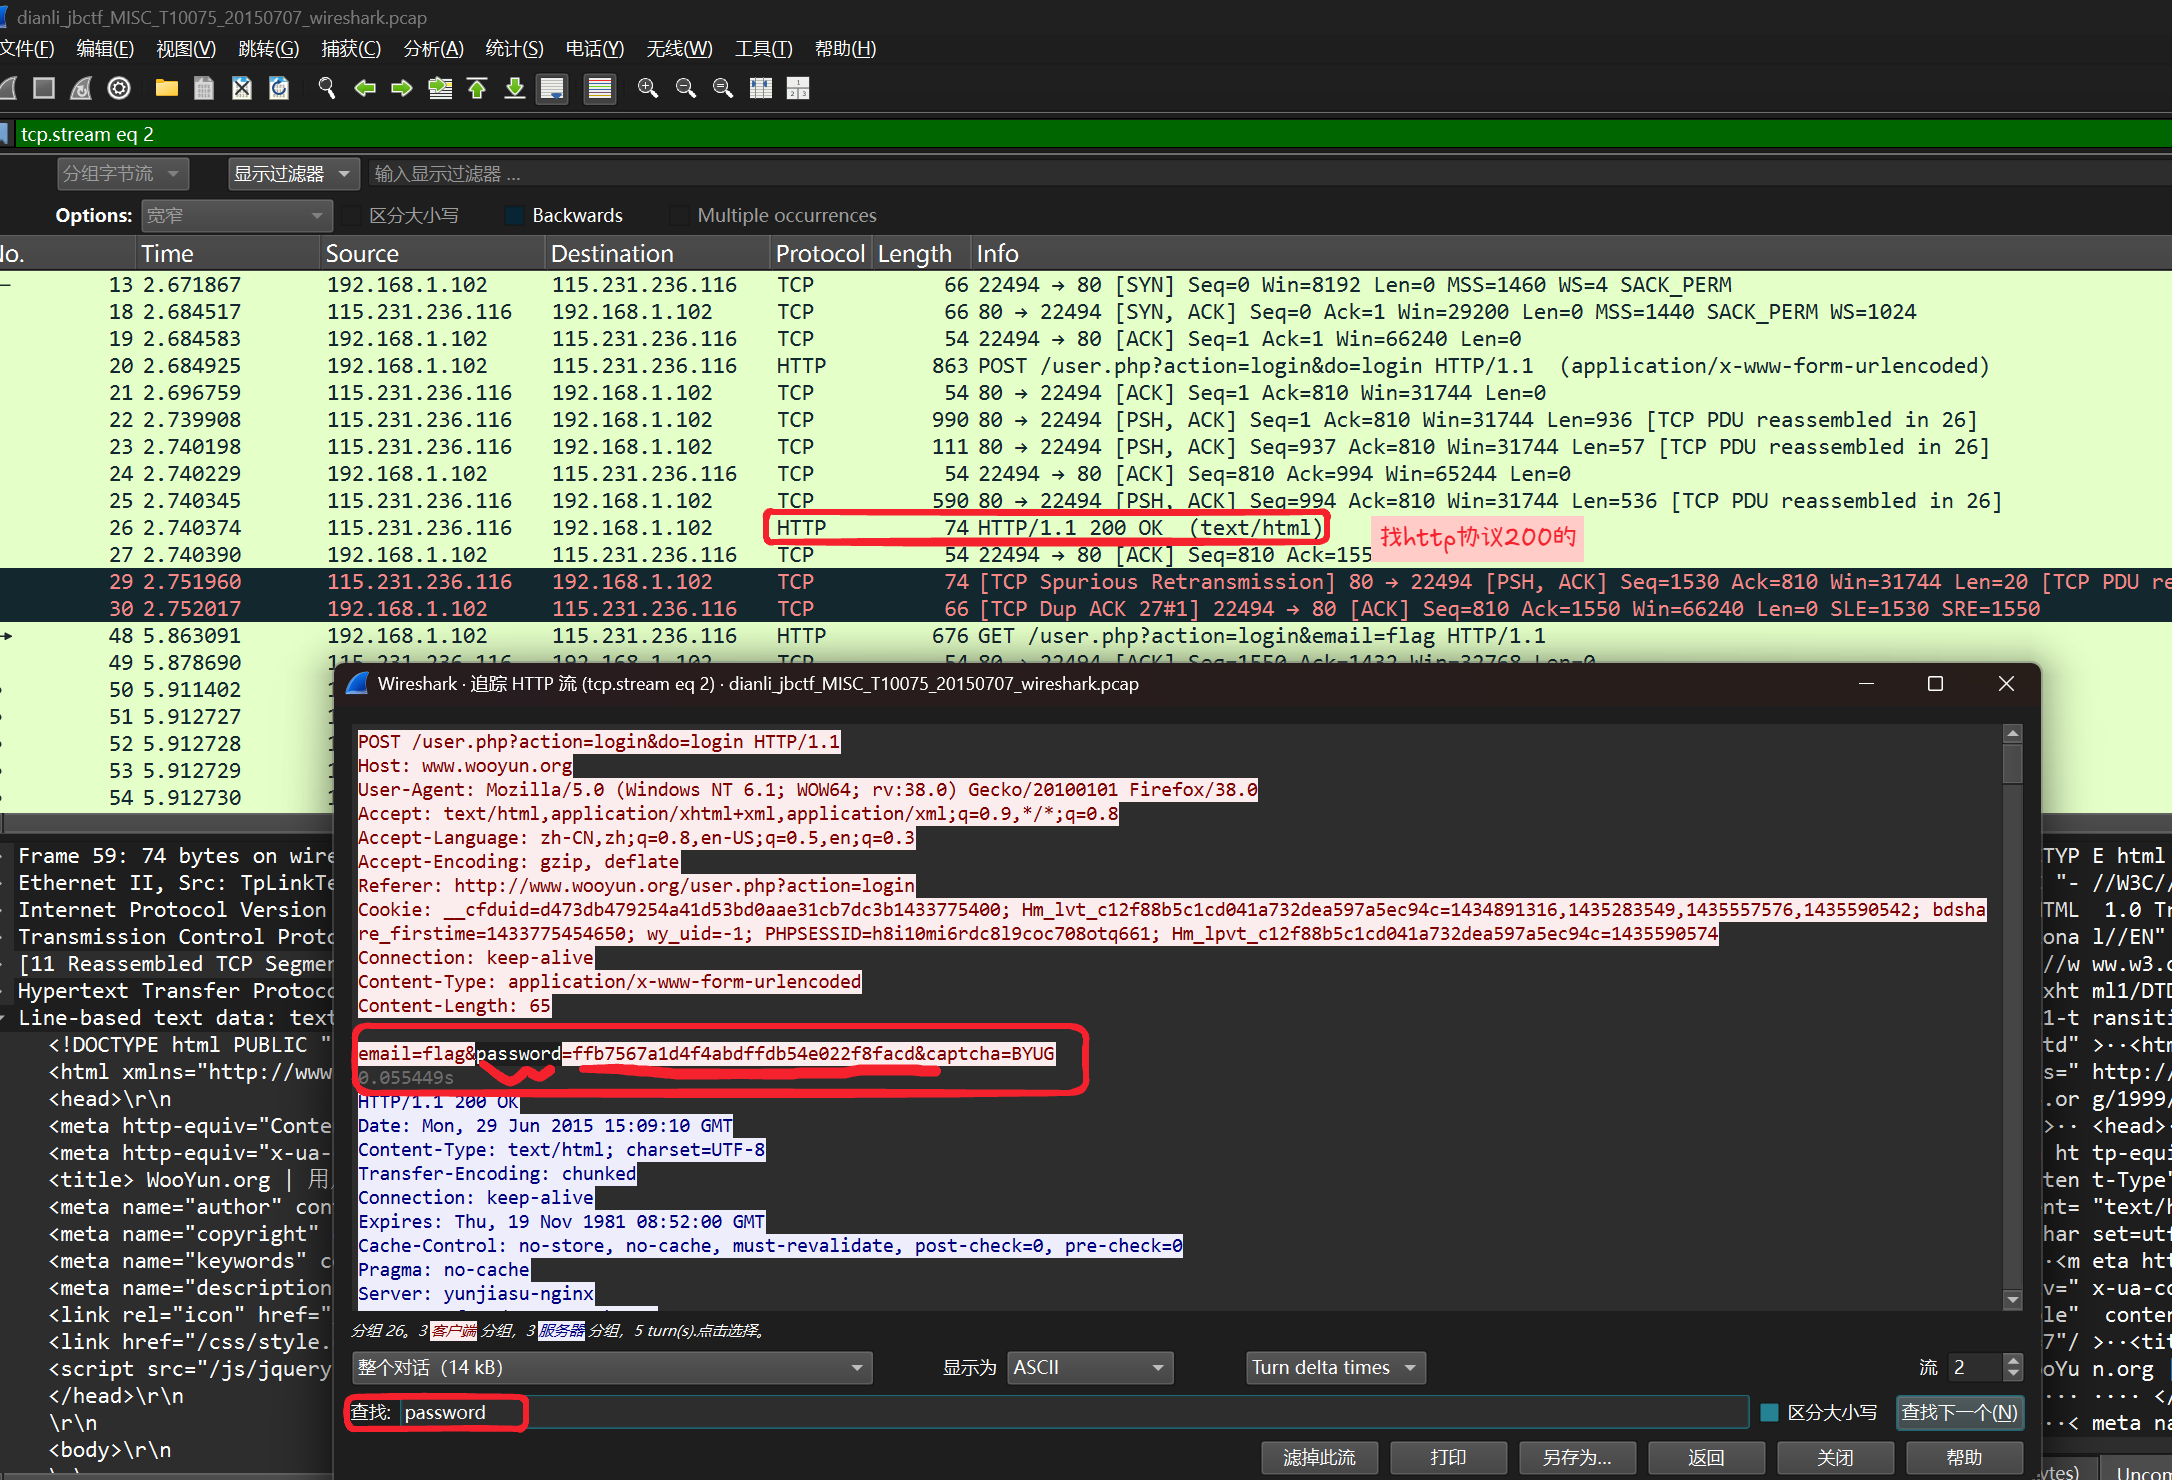 dianli_jbctf_MISC_T10075_20150707_wireshark.pcap
文件(F) 编辑(E) 视图(V) 跳转(G) 捕获(C) 分析(A) 统计(S) 电话(Y) 无线(W) 工具(T) 帮助(H)
tcp.stream eq 2
分组字节流 显示过滤器 输入显示过滤器 ...
Options: 宽窄 区分大小写 Backwards Multiple occurrences
No. Time Source Destination Protocol Length Info
13 2.671867 192.168.1.102 115.231.236.116 TCP 66 22494 → 80 [SYN] Seq=0 Win=8192 Len=0 MSS=1460 WS=4 SACK_PERM
18 2.684517 115.231.236.116 192.168.1.102 TCP 66 80 → 22494 [SYN, ACK] Seq=0 Ack=1 Win=29200 Len=0 MSS=1440 SACK_PERM WS=1024
19 2.684583 192.168.1.102 115.231.236.116 TCP 54 22494 → 80 [ACK] Seq=1 Ack=1 Win=66240 Len=0
20 2.684925 192.168.1.102 115.231.236.116 HTTP 863 POST /user.php?action=login&do=login HTTP/1.1 (application/x-www-form-urlencoded)
21 2.696759 115.231.236.116 192.168.1.102 TCP 54 80 → 22494 [ACK] Seq=1 Ack=810 Win=31744 Len=0
22 2.739908 115.231.236.116 192.168.1.102 TCP 990 80 → 22494 [PSH, ACK] Seq=1 Ack=810 Win=31744 Len=936 [TCP PDU reassembled in 26]
23 2.740198 115.231.236.116 192.168.1.102 TCP 111 80 → 22494 [PSH, ACK] Seq=937 Ack=810 Win=31744 Len=57 [TCP PDU reassembled in 26]
24 2.740229 192.168.1.102 115.231.236.116 TCP 54 22494 → 80 [ACK] Seq=810 Ack=994 Win=65244 Len=0
25 2.740345 115.231.236.116 192.168.1.102 TCP 590 80 → 22494 [PSH, ACK] Seq=994 Ack=810 Win=31744 Len=536 [TCP PDU reassembled in 26]
26 2.740374 115.231.236.116 192.168.1.102 HTTP 74 HTTP/1.1 200 OK (text/html)
找http协议200的
27 2.740390 192.168.1.102 115.231.236.116 TCP 54 22494 → 80 [ACK] Seq=810 Ack=155
29 2.751960 115.231.236.116 192.168.1.102 TCP 74 [TCP Spurious Retransmission] 80 → 22494 [PSH, ACK] Seq=1530 Ack=810 Win=31744 Len=20 [TCP PDU re
30 2.752017 192.168.1.102 115.231.236.116 TCP 66 [TCP Dup ACK 27#1] 22494 → 80 [ACK] Seq=810 Ack=1550 Win=66240 Len=0 SLE=1530 SRE=1550
48 5.863091 192.168.1.102 115.231.236.116 HTTP 676 GET /user.php?action=login&email=flag HTTP/1.1
49 5.878690 115.231.236.116 192.168.1.102 TCP 54 80 → 22494 [ACK] Seq=1550 Ack=1432 Win=32768 Len=0
50 5.911402
51 5.912727
52 5.912728
53 5.912729
54 5.912730
Wireshark · 追踪 HTTP 流 (tcp.stream eq 2) · dianli_jbctf_MISC_T10075_20150707_wireshark.pcap
POST /user.php?action=login&do=login HTTP/1.1
Host: www.wooyun.org
User-Agent: Mozilla/5.0 (Windows NT 6.1; WOW64; rv:38.0) Gecko/20100101 Firefox/38.0
Accept: text/html,application/xhtml+xml,application/xml;q=0.9,*/*;q=0.8
Accept-Language: zh-CN,zh;q=0.8,en-US;q=0.5,en;q=0.3
Accept-Encoding: gzip, deflate
Referer: http://www.wooyun.org/user.php?action=login
Cookie: __cfduid=d473db479254a41d53bd0aae31cb7dc3b1433775400; Hm_lvt_c12f88b5c1cd041a732dea597a5ec94c=1434891316,1435283549,1435557576,1435590542; bdsha
re_firstime=1433775454650; wy_uid=-1; PHPSESSID=h8i10mi6rdc8l9coc708otq661; Hm_lpvt_c12f88b5c1cd041a732dea597a5ec94c=1435590574
Connection: keep-alive
Content-Type: application/x-www-form-urlencoded
Content-Length: 65
email=flag&password=ffb7567a1d4f4abdffdb54e022f8facd&captcha=BYUG
0.055449s
HTTP/1.1 200 OK
Date: Mon, 29 Jun 2015 15:09:10 GMT
Content-Type: text/html; charset=UTF-8
Transfer-Encoding: chunked
Connection: keep-alive
Expires: Thu, 19 Nov 1981 08:52:00 GMT
Cache-Control: no-store, no-cache, must-revalidate, post-check=0, pre-check=0
Pragma: no-cache
Server: yunjiasu-nginx
分组 26。3 客户端 分组，3 服务器 分组，5 turn(s).点击选择。
整个对话（14 kB） 显示为 ASCII Turn delta times 流 2
查找: password 区分大小写 查找下一个(N)
滤掉此流 打印 另存为... 返回 关闭 帮助
Frame 59: 74 bytes on wire
Ethernet II, Src: TpLinkTe
Internet Protocol Version
Transmission Control Proto
[11 Reassembled TCP Segmen
Hypertext Transfer Protoco
Line-based text data: text
<!DOCTYPE html PUBLIC "
<html xmlns="http://www
<head>\r\n
<meta http-equiv="Conte
<meta http-equiv="x-ua-
<title> WooYun.org | 用
<meta name="author" con
<meta name="copyright"
<meta name="keywords" c
<meta name="description
<link rel="icon" href="
<link href="/css/style.
<script src="/js/jquery
</head>\r\n
\r\n
<body>\r\n
TYP E html
"- //W3C//
TML 1.0 Tr
ona l//EN"
//w ww.w3.o
xht ml1/DTD
l-t ransiti
td" >··<htm
s=" http://
.or g/1999/
>·· <head>·
ht tp-equi
ten t-Type"
nt= "text/h
har set=utf
·<m eta htt
v=" x-ua-co
le" conten
7"/ >··<tit
oYu n.org |
···· ···· </
··< meta na
ytes) Uncom